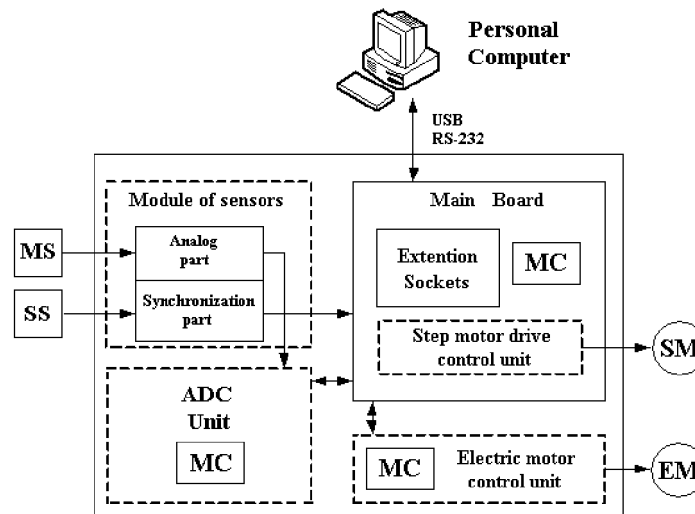 Personal
Computer
USB
RS-232
Module of sensors
Main Board
MS
Analog
part
Extention
Sockets
MC
SS
Synchronization
part
Step motor drive
control unit
SM
ADC
Unit
MC
MC
Electric motor
control unit
EM